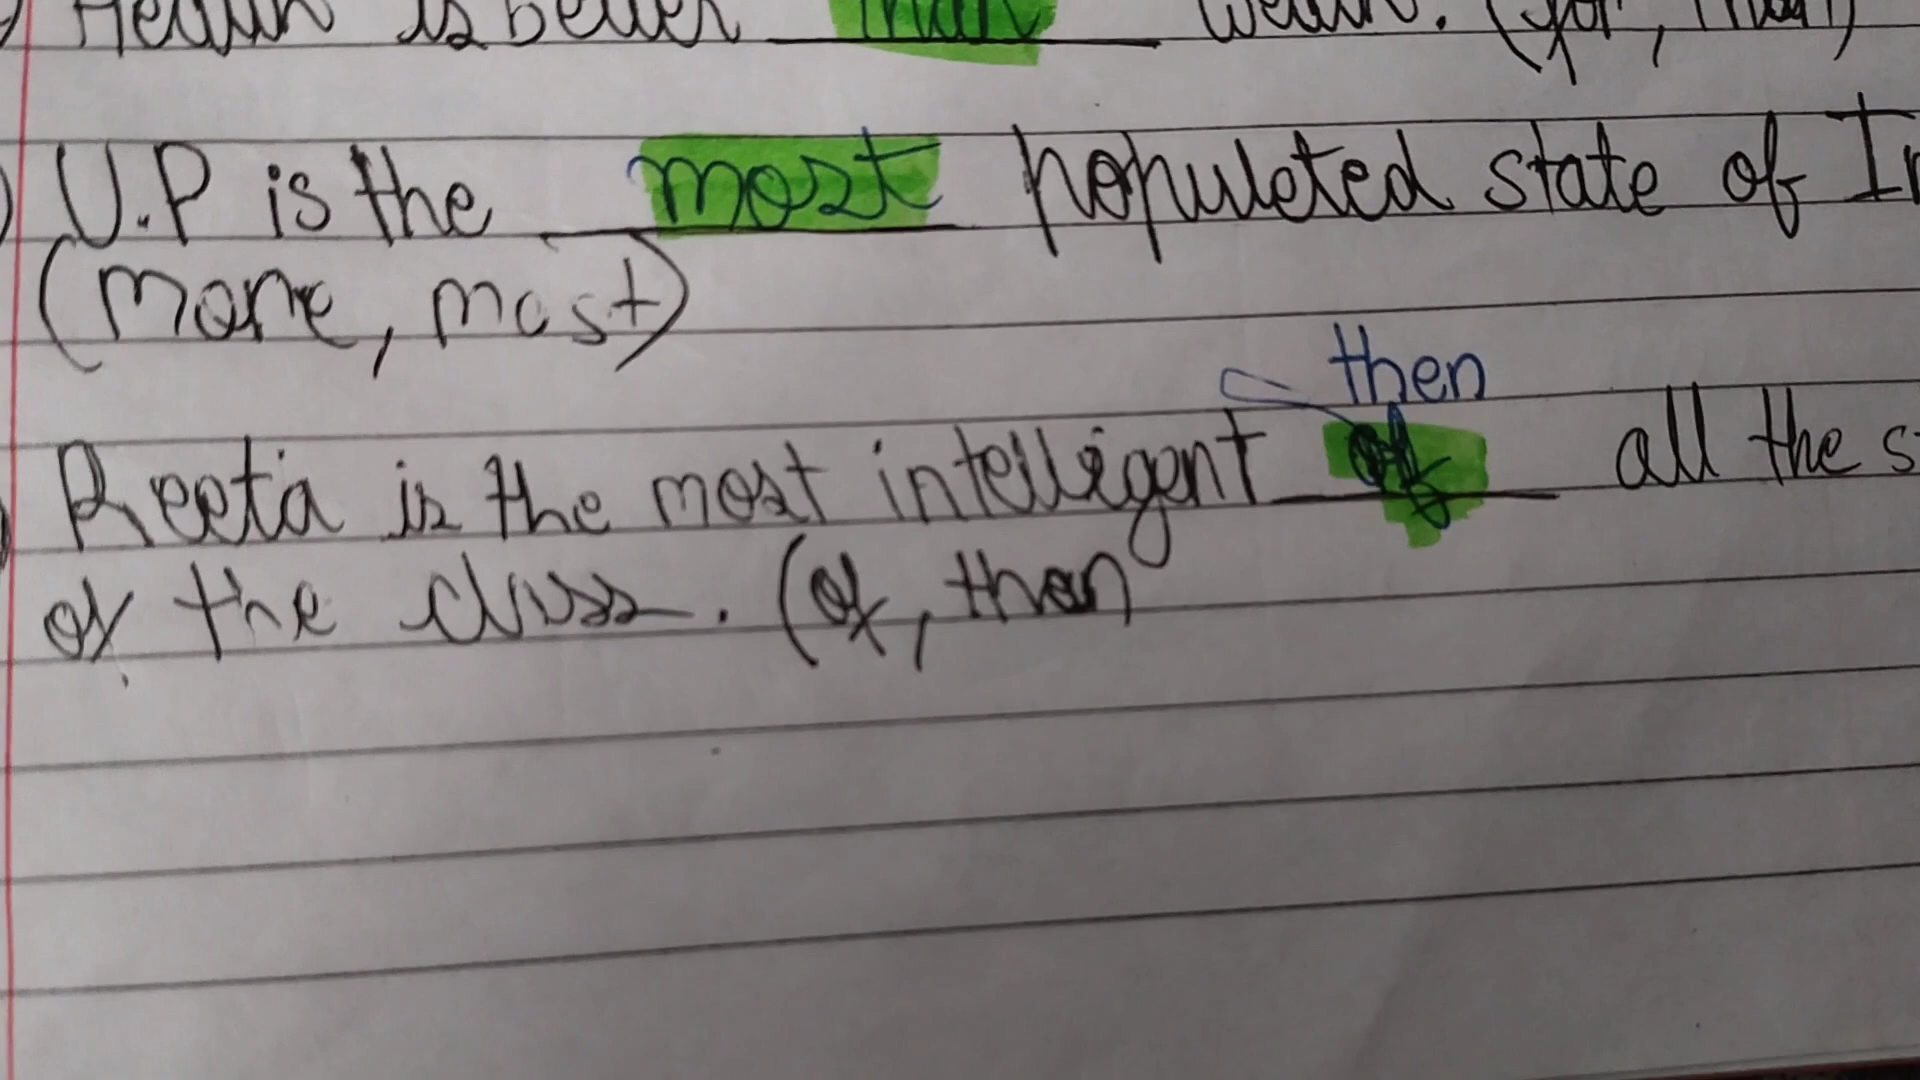 Health is better than wealth. (for, than)
U.P is the most populeted state of
(more, most)
then
Reeta is the most intelligent of all the
of the class. (of, than